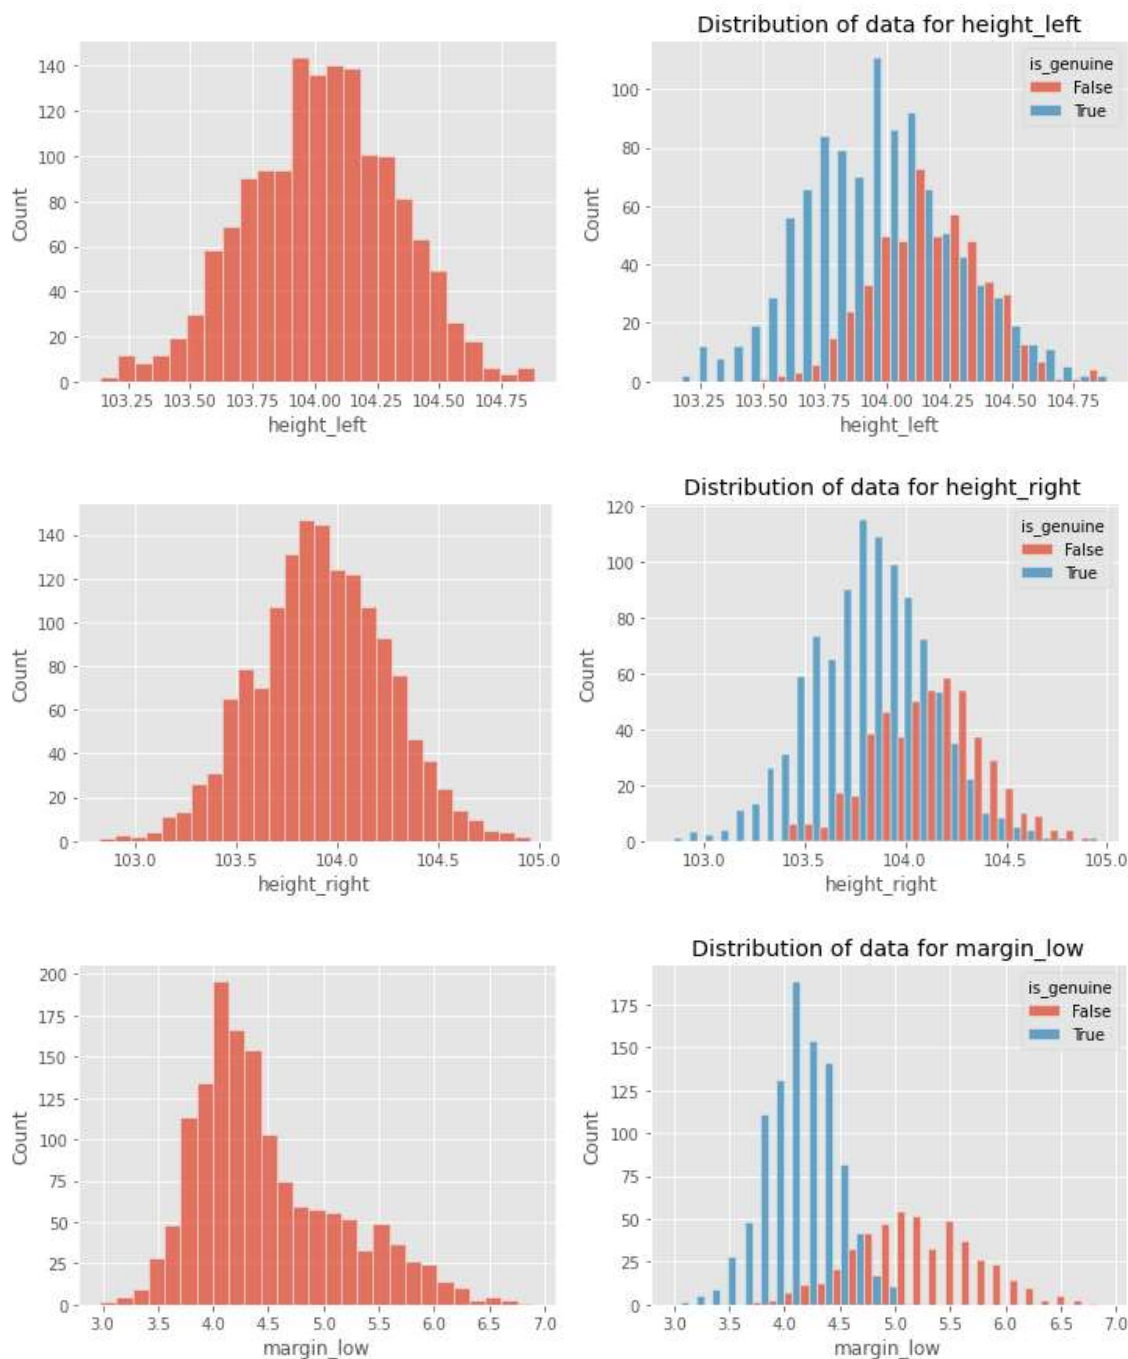 Distribution of data for height_left
140
120
100
80
60
40
20
0
Count
103.25 103.50 103.75 104.00 104.25 104.50 104.75
height_left
100
80
60
40
20
0
Count
is_genuine
False
True
103.25 103.50 103.75 104.00 104.25 104.50 104.75
height_left
Distribution of data for height_right
140
120
100
80
60
40
20
0
Count
103.0 103.5 104.0 104.5 105.0
height_right
120
100
80
60
40
20
0
Count
is_genuine
False
True
103.0 103.5 104.0 104.5 105.0
height_right
Distribution of data for margin_low
200
175
150
125
100
75
50
25
0
Count
3.0 3.5 4.0 4.5 5.0 5.5 6.0 6.5 7.0
margin_low
175
150
125
100
75
50
25
0
Count
is_genuine
False
True
3.0 3.5 4.0 4.5 5.0 5.5 6.0 6.5 7.0
margin_low